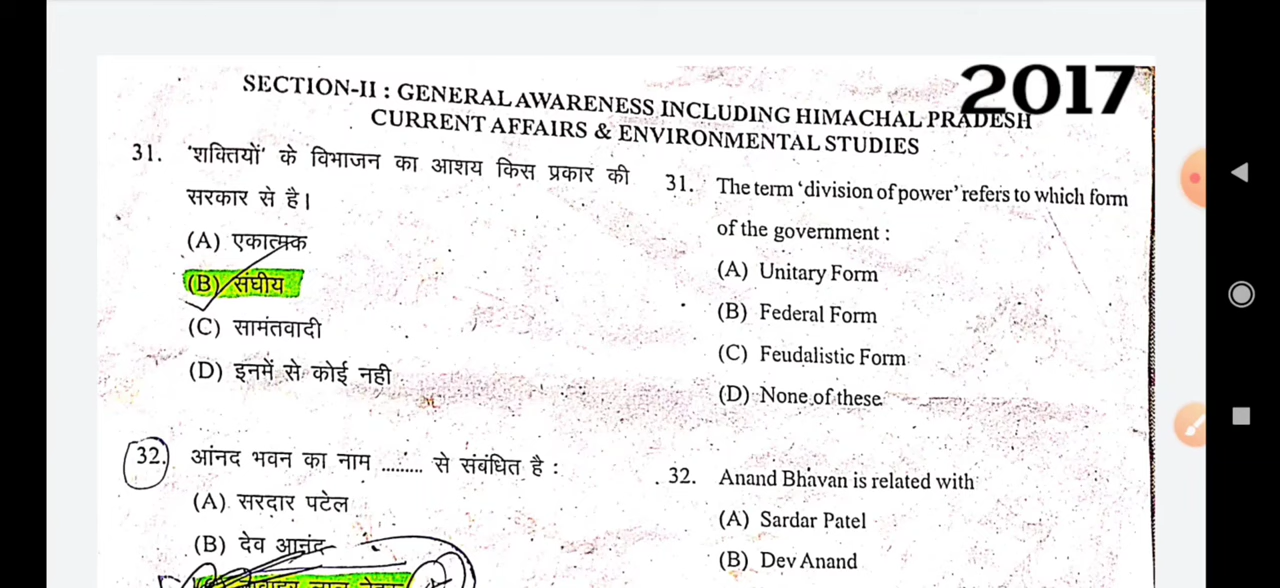 2017
SECTION-II : GENERAL AWARENESS INCLUDING HIMACHAL PRADESH
CURRENT AFFAIRS & ENVIRONMENTAL STUDIES
31. 'शक्तियों' के विभाजन का आशय किस प्रकार की
सरकार से है।
(A) एकात्मक
(B) संघीय
(C) सामंतवादी
(D) इनमें से कोई नही
32. आंनद भवन का नाम ......... से संबंधित है :
(A) सरदार पटेल
(B) देव आनंद
31. The term 'division of power' refers to which form
of the government :
(A) Unitary Form
(B) Federal Form
(C) Feudalistic Form
(D) None of these
32. Anand Bhavan is related with
(A) Sardar Patel
(B) Dev Anand